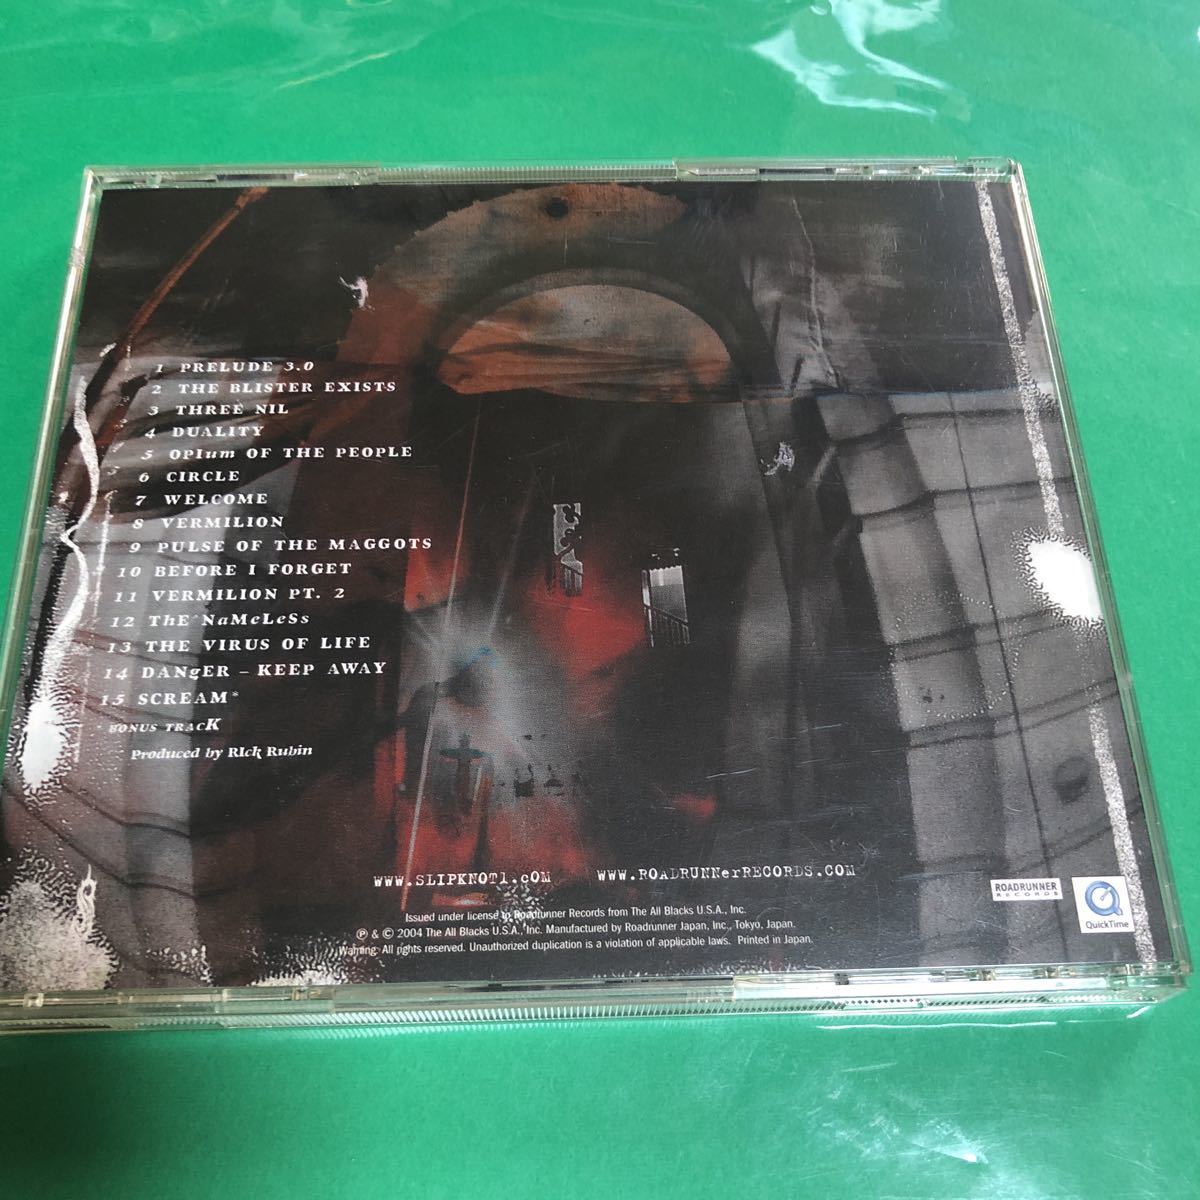 1 PRELUDE 3.0
2 THE BLISTER EXISTS
3 THREE NIL
4 DUALITY
5 OPIum OF THE PEOPLE
6 CIRCLE
7 WELCOME
8 VERMILION
9 PULSE OF THE MAGGOTS
10 BEFORE I FORGET
11 VERMILION PT. 2
12 ThE NaMeLeSs
13 THE VIRUS OF LIFE
14 DANgER – KEEP AWAY
15 SCREAM*
BONUS TRAcK
Produced by RIck Rubin
www.SLIPKNOT1.cOM
www.ROADRUNNerRECORDS.COM
Issued under license to Roadrunner Records from The All Blacks U.S.A., Inc.
℗ & © 2004 The All Blacks U.S.A., Inc. Manufactured by Roadrunner Japan, Inc., Tokyo, Japan.
Warning: All rights reserved. Unauthorized duplication is a violation of applicable laws. Printed in Japan.
ROADRUNNER
RECORDS
QuickTime